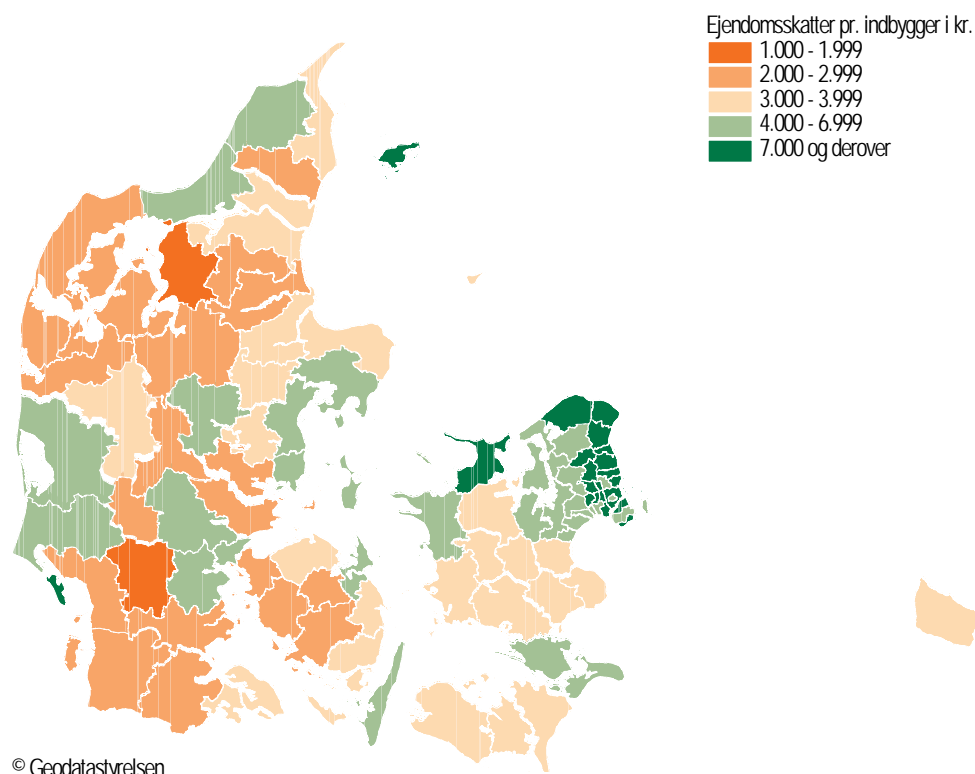 Ejendomsskatter pr. indbygger i kr.
1.000 - 1.999
2.000 - 2.999
3.000 - 3.999
4.000 - 6.999
7.000 og derover
© Geodatastyrelsen